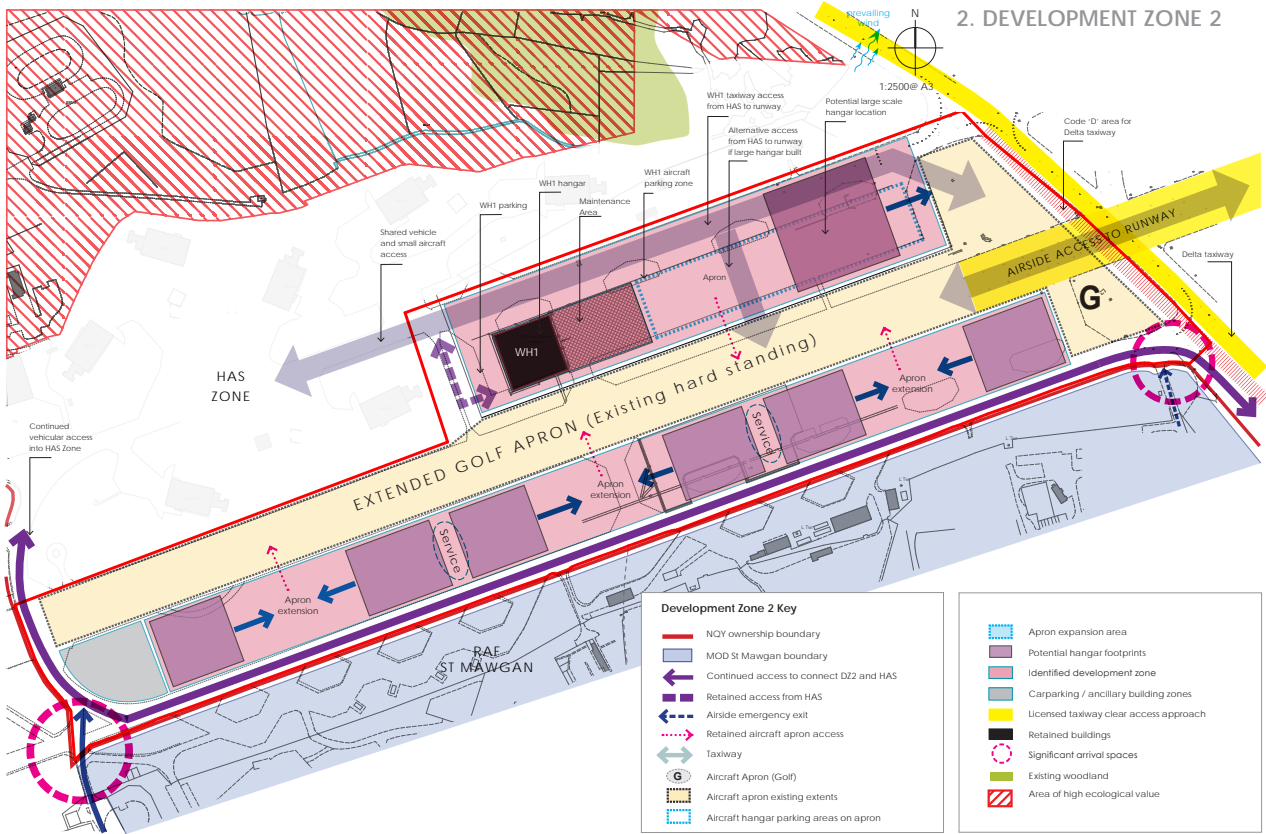 2. DEVELOPMENT ZONE 2
prevailing
wind
N
1:2500@ A3
WH1 taxiway access
from HAS to runway
Potential large scale
hangar location
Code 'D' area for
Delta taxiway
Alternative access
from HAS to runway
if large hangar built
WH1 aircraft
parking zone
WH1 hangar
Maintenance
Area
WH1 parking
Shared vehicle
and small aircraft
access
AIRSIDE ACCESS TO RUNWAY
Delta taxiway
Apron
G
WH1
HAS
ZONE
EXTENDED GOLF APRON (Existing hard standing)
Apron
extension
Continued
vehicular access
into HAS Zone
Service
Apron
extension
Service
Apron
extension
RAF
ST MAWGAN
Development Zone 2 Key
NQY ownership boundary
MOD St Mawgan boundary
Continued access to connect DZ2 and HAS
Retained access from HAS
Airside emergency exit
Retained aircraft apron access
Taxiway
G
Aircraft Apron (Golf)
Aircraft apron existing extents
Aircraft hangar parking areas on apron
Apron expansion area
Potential hangar footprints
Identified development zone
Carparking / ancillary building zones
Licensed taxiway clear access approach
Retained buildings
Significant arrival spaces
Existing woodland
Area of high ecological value